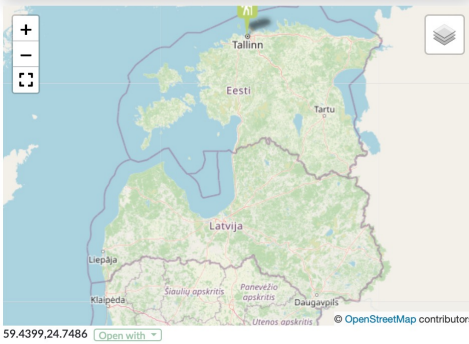 +
Tallinn
−
Eesti
Tartu
Latvija
Liepāja
Klaipėda
Šiaulių apskritis
Panevėžio
apskritis
Daugavpils
Utenos apskritis
© OpenStreetMap contributors
59.4399,24.7486 Open with